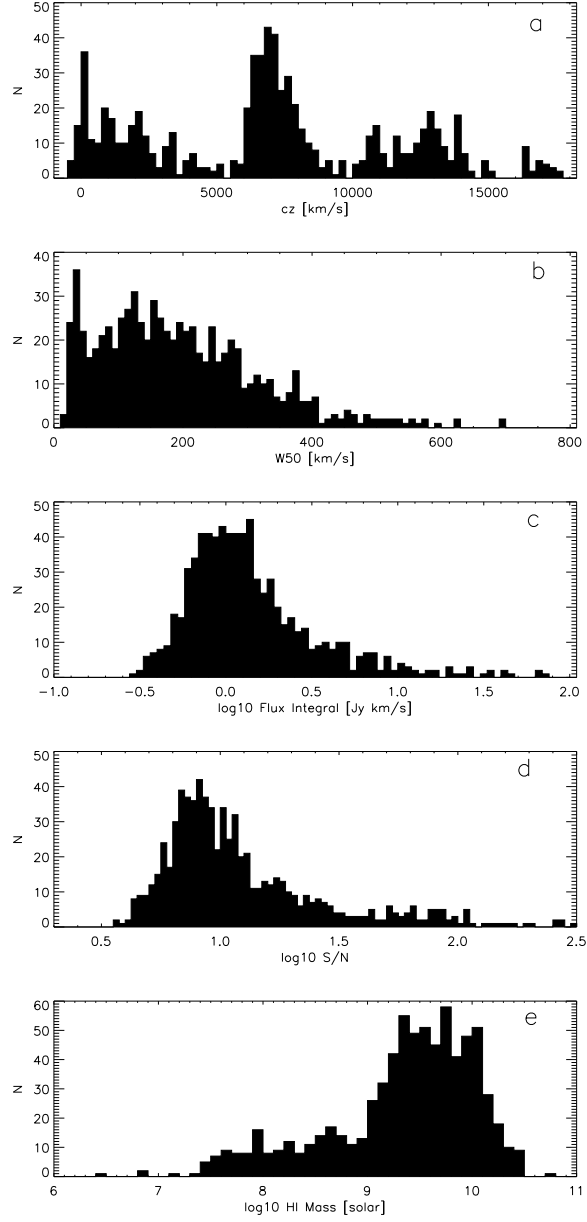 a
50
40
30
20
10
0
N
0 5000 10000 15000
cz [km/s]
b
40
30
20
10
0
N
0 200 400 600 800
W50 [km/s]
c
50
40
30
20
10
0
N
−1.0 −0.5 0.0 0.5 1.0 1.5 2.0
log10 Flux Integral [Jy km/s]
d
50
40
30
20
10
0
N
0.5 1.0 1.5 2.0 2.5
log10 S/N
e
60
50
40
30
20
10
0
N
6 7 8 9 10 11
log10 HI Mass [solar]